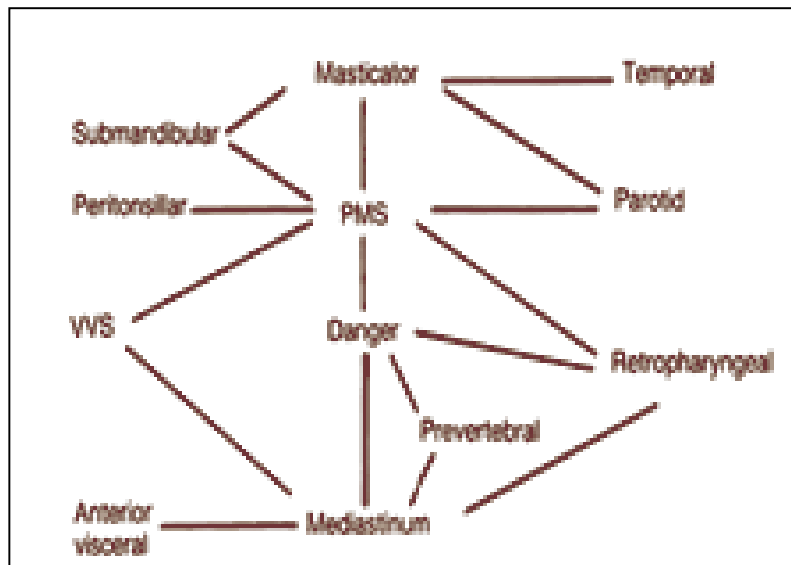 Masticator Temporal
Submandibular
Peritonsillar PMS Parotid
VVS Danger
Retropharyngeal
Prevertebral
Anterior
visceral Mediastinum